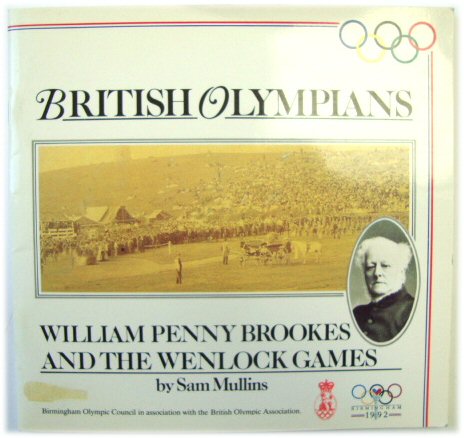 BRITISH OLYMPIANS
WILLIAM PENNY BROOKES
AND THE WENLOCK GAMES
by Sam Mullins
Birmingham Olympic Council in association with the British Olympic Association.
BIRMINGHAM
1992